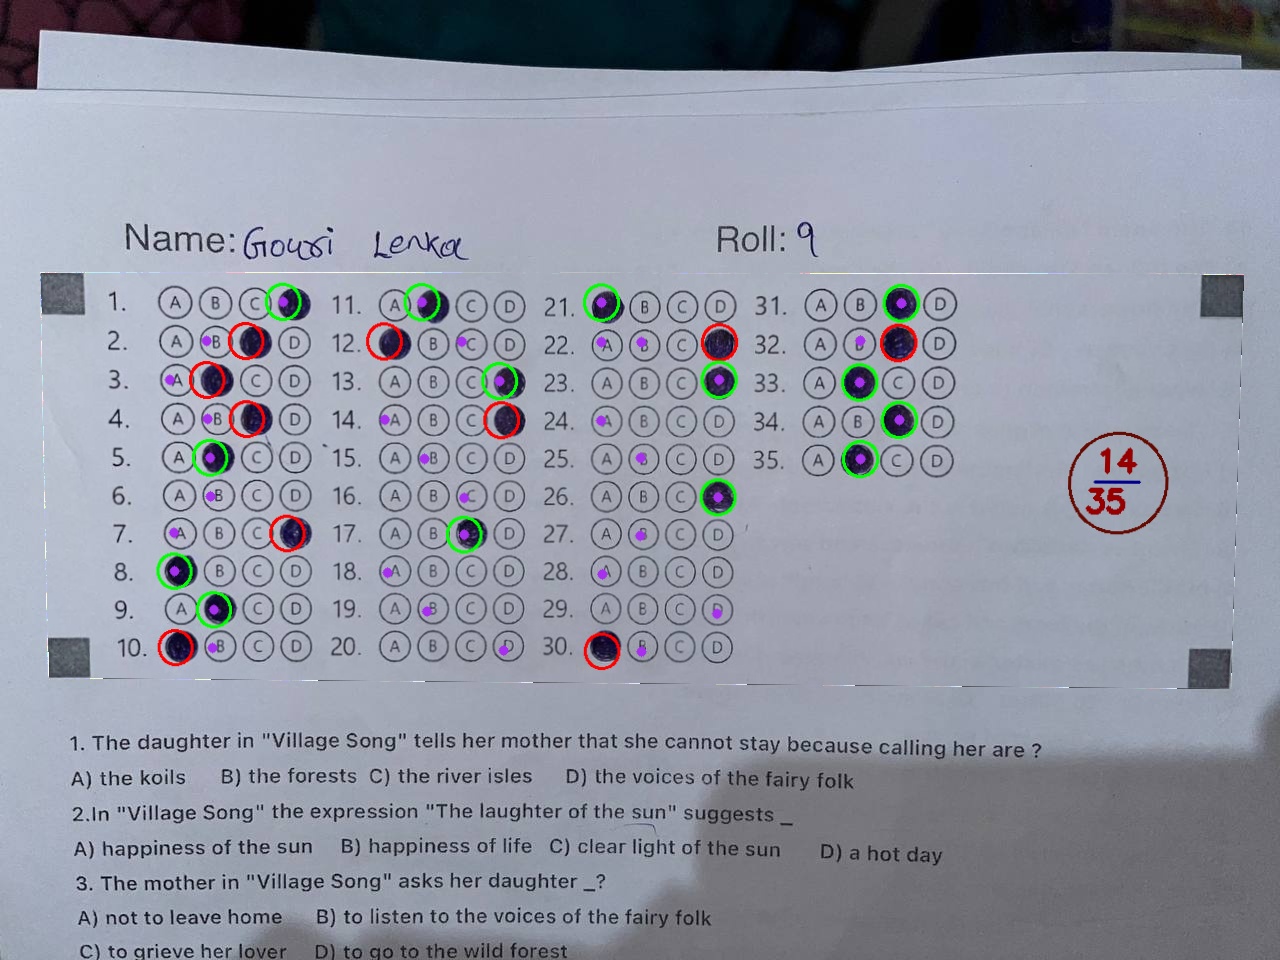 Name: Gouri Lenka Roll: 9
1. A B C 11. A C D 21. B C D 31. A B D
2. A B D 12. B C D 22. A B C 32. A B D
3. A C D 13. A B C 23. A B C 33. A C D
4. A B D 14. A B C 24. A B C D 34. A B D
5. A C D 15. A B C D 25. A B C D 35. A C D
6. A B C D 16. A B C D 26. A B C
7. A B C 17. A B D 27. A B C D
8. B C D 18. A B C D 28. A B C D
9. A C D 19. A B C D 29. A B C D
10. B C D 20. A B C D 30. B C D
14
35
1. The daughter in "Village Song" tells her mother that she cannot stay because calling her are ?
A) the koils B) the forests C) the river isles D) the voices of the fairy folk
2.In "Village Song" the expression "The laughter of the sun" suggests _
A) happiness of the sun B) happiness of life C) clear light of the sun D) a hot day
3. The mother in "Village Song" asks her daughter _?
A) not to leave home B) to listen to the voices of the fairy folk
C) to grieve her lover D) to go to the wild forest